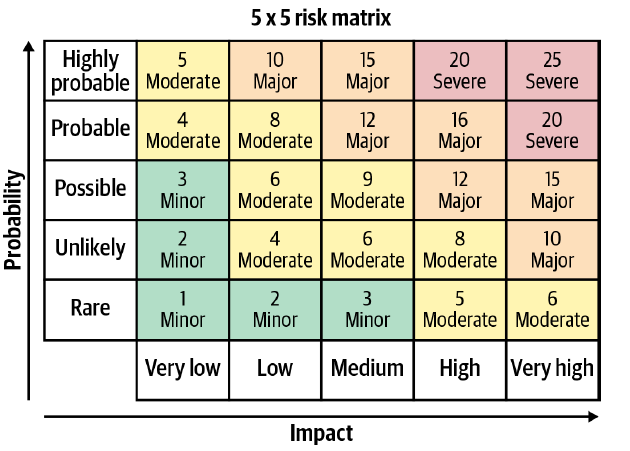 5 x 5 risk matrix
Highly probable
5 Moderate
10 Major
15 Major
20 Severe
25 Severe
Probable
4 Moderate
8 Moderate
12 Major
16 Major
20 Severe
Possible
3 Minor
6 Moderate
9 Moderate
12 Major
15 Major
Unlikely
2 Minor
4 Moderate
6 Moderate
8 Moderate
10 Major
Rare
1 Minor
2 Minor
3 Minor
5 Moderate
6 Moderate
Very low
Low
Medium
High
Very high
Probability
Impact